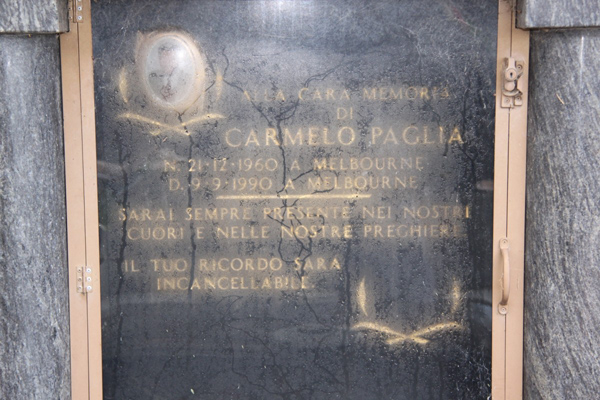 ALLA CARA MEMORIA
DI
CARMELO PAGLIA
N. 21·12·1960 A MELBOURNE
D. 9·9·1990 A MELBOURNE
SARAI SEMPRE PRESENTE NEI NOSTRI
CUORI E NELLE NOSTRE PREGHIERE
IL TUO RICORDO SARA
INCANCELLABILE.